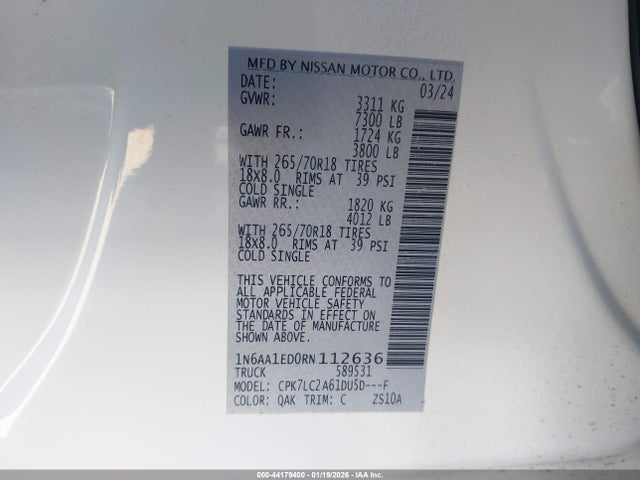 MFD BY NISSAN MOTOR CO., LTD.
DATE: 03/24
GVWR: 3311 KG
7300 LB
GAWR FR.: 1724 KG
3800 LB
WITH 265/70R18 TIRES
18X8.0 RIMS AT 39 PSI
COLD SINGLE
GAWR RR.: 1820 KG
4012 LB
WITH 265/70R18 TIRES
18X8.0 RIMS AT 39 PSI
COLD SINGLE
THIS VEHICLE CONFORMS TO
ALL APPLICABLE FEDERAL
MOTOR VEHICLE SAFETY
STANDARDS IN EFFECT ON
THE DATE OF MANUFACTURE
SHOWN ABOVE.
1N6AA1ED0RN112636
TRUCK 589531
MODEL: CPK7LC2A61DU5D---F
COLOR: QAK TRIM: C ZS10A
000-44179400 - 01/19/2026 - IAA Inc.